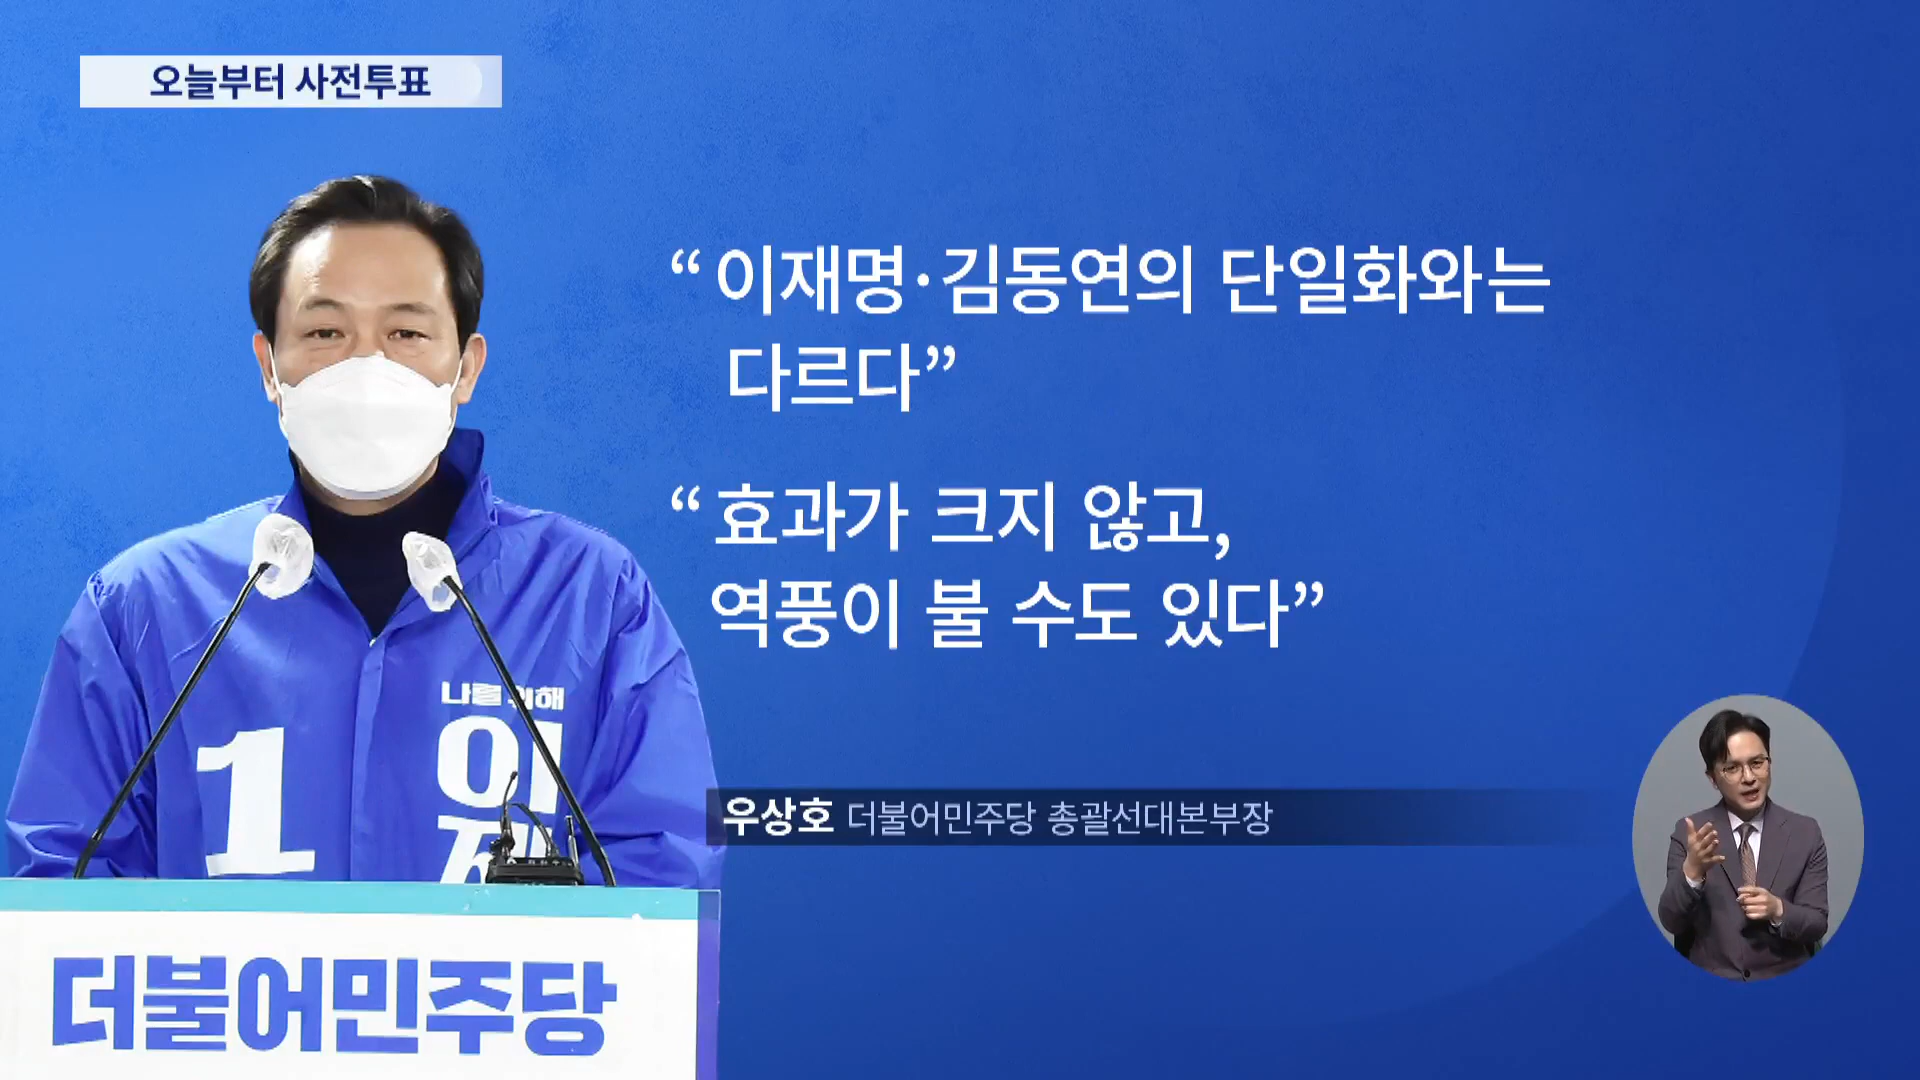 오늘부터 사전투표
“ 이재명·김동연의 단일화와는
다르다”
“ 효과가 크지 않고,
역풍이 불 수도 있다”
우상호 더불어민주당 총괄선대본부장
나를 위해
1
이재
더불어민주당